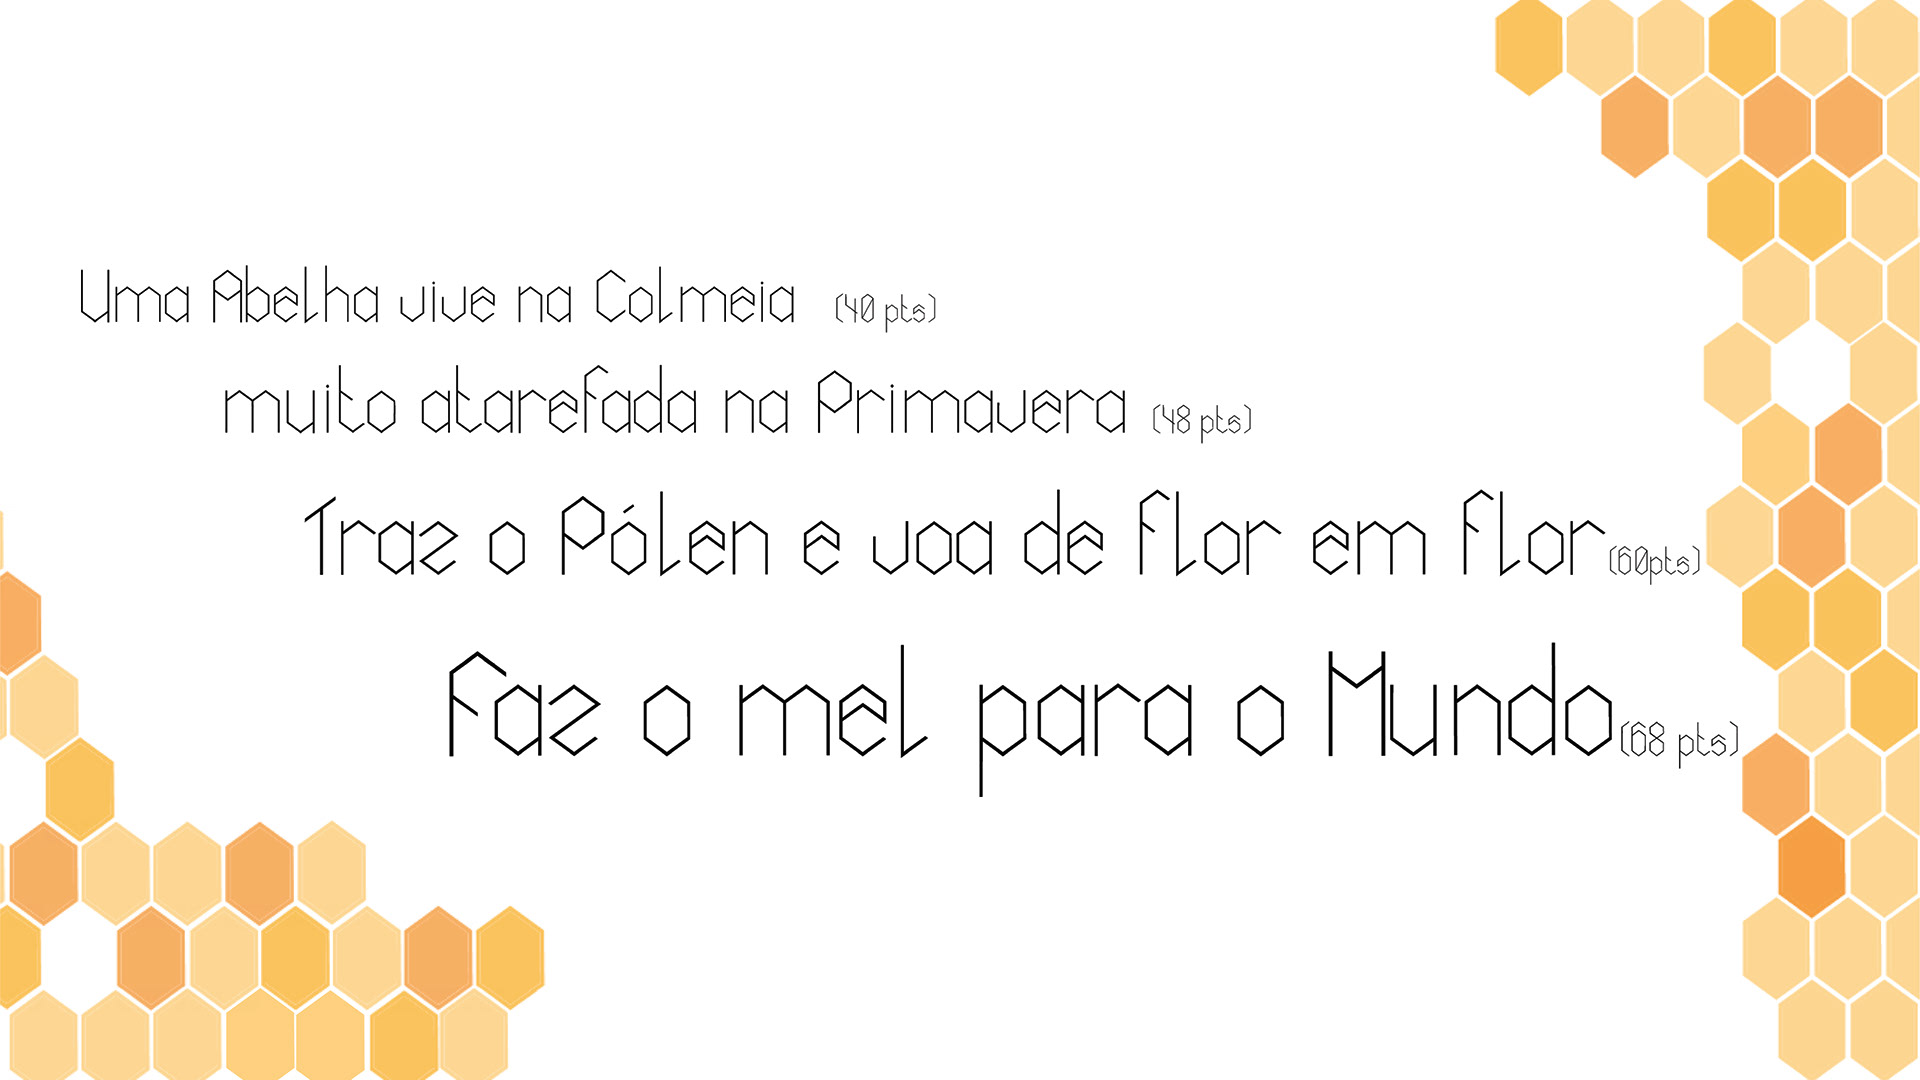 Uma Abelha vive na Colmeia (40 pts)
muito atarefada na Primavera (48 pts)
Traz o Pólen e voa de flor em flor (60pts)
Faz o mel para o Mundo (68 pts)